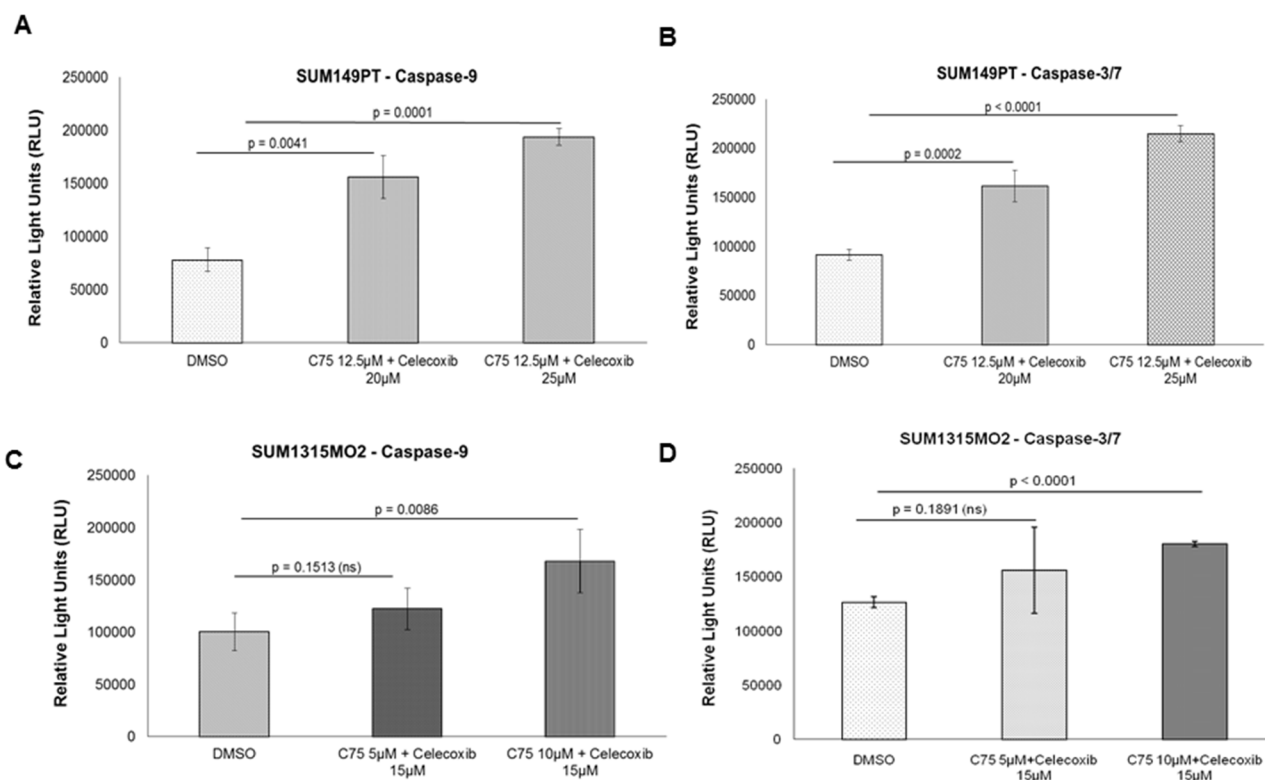 A
SUM149PT - Caspase-9
Relative Light Units (RLU)
250000
200000
150000
100000
50000
0
p = 0.0001
p = 0.0041
DMSO
C75 12.5µM + Celecoxib
20µM
C75 12.5µM + Celecoxib
25µM
B
SUM149PT - Caspase-3/7
Relative Light Units (RLU)
250000
200000
150000
100000
50000
0
p < 0.0001
p = 0.0002
DMSO
C75 12.5µM + Celecoxib
20µM
C75 12.5µM + Celecoxib
25µM
C
SUM1315MO2 - Caspase-9
Relative Light Units (RLU)
250000
200000
150000
100000
50000
0
p = 0.0086
p = 0.1513 (ns)
DMSO
C75 5µM + Celecoxib
15µM
C75 10µM + Celecoxib
15µM
D
SUM1315MO2 - Caspase-3/7
Relative Light Units (RLU)
250000
200000
150000
100000
50000
0
p < 0.0001
p = 0.1891 (ns)
DMSO
C75 5µM+Celecoxib
15µM
C75 10µM+Celecoxib
15µM